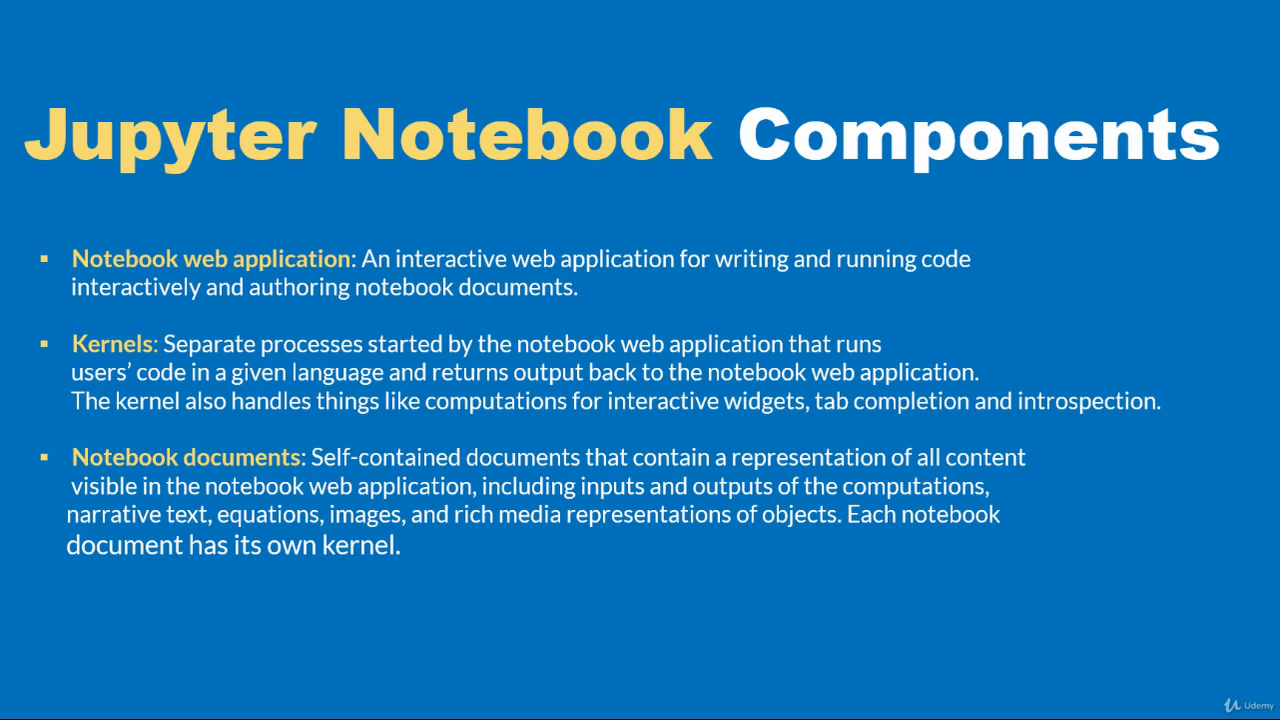 Jupyter Notebook Components
▪ Notebook web application: An interactive web application for writing and running code
interactively and authoring notebook documents.
▪ Kernels: Separate processes started by the notebook web application that runs
users’ code in a given language and returns output back to the notebook web application.
The kernel also handles things like computations for interactive widgets, tab completion and introspection.
▪ Notebook documents: Self-contained documents that contain a representation of all content
visible in the notebook web application, including inputs and outputs of the computations,
narrative text, equations, images, and rich media representations of objects. Each notebook
document has its own kernel.
Udemy